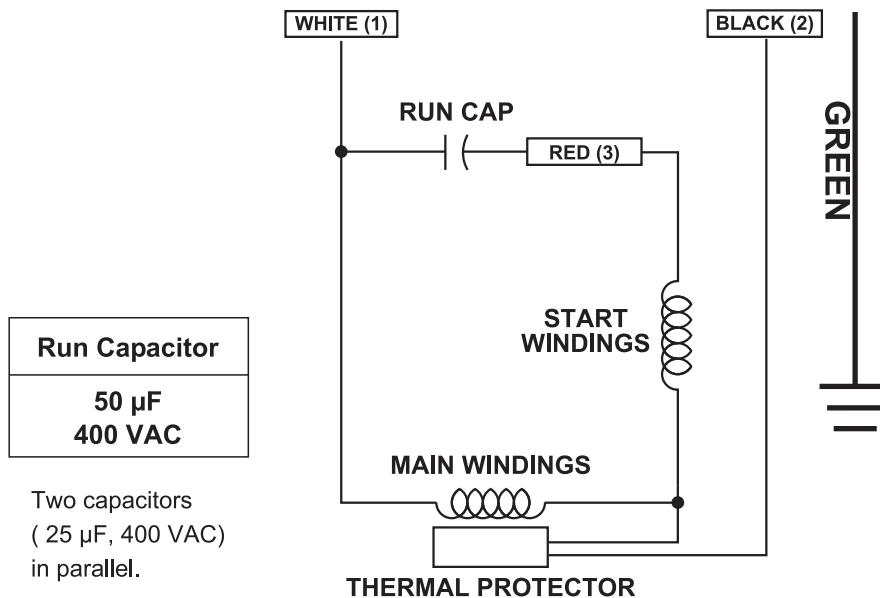 WHITE (1)
BLACK (2)
RUN CAP
RED (3)
GREEN
START
WINDINGS
Run Capacitor
50 µF
400 VAC
MAIN WINDINGS
Two capacitors
( 25 µF, 400 VAC)
in parallel.
THERMAL PROTECTOR